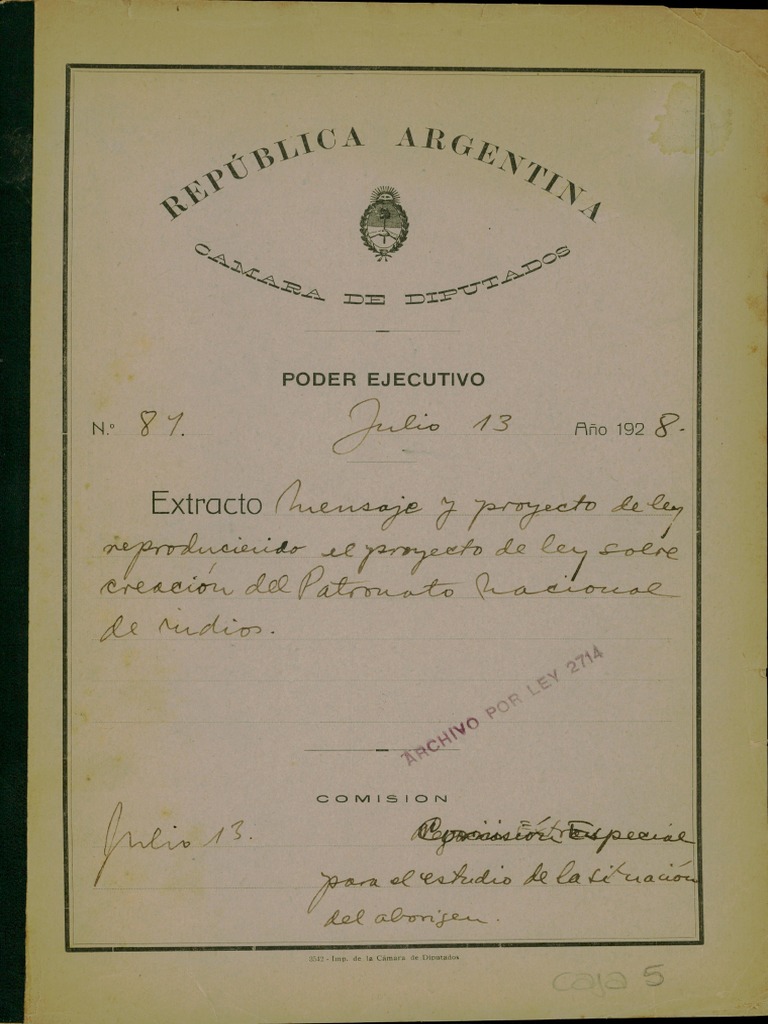 REPÚBLICA ARGENTINA
CAMARA DE DIPUTADOS
PODER EJECUTIVO
N.º 81. Julio 13 Año 1928.
Extracto Mensaje y proyecto de ley
reproduciendo el proyecto de ley sobre
creación del Patronato Nacional
de indios.
ARCHIVO POR LEY 2714
COMISION
Julio 13. Comisión Especial
para el estudio de la situación
del aborigen.
3542 - Imp. de la Cámara de Diputados
caja 5